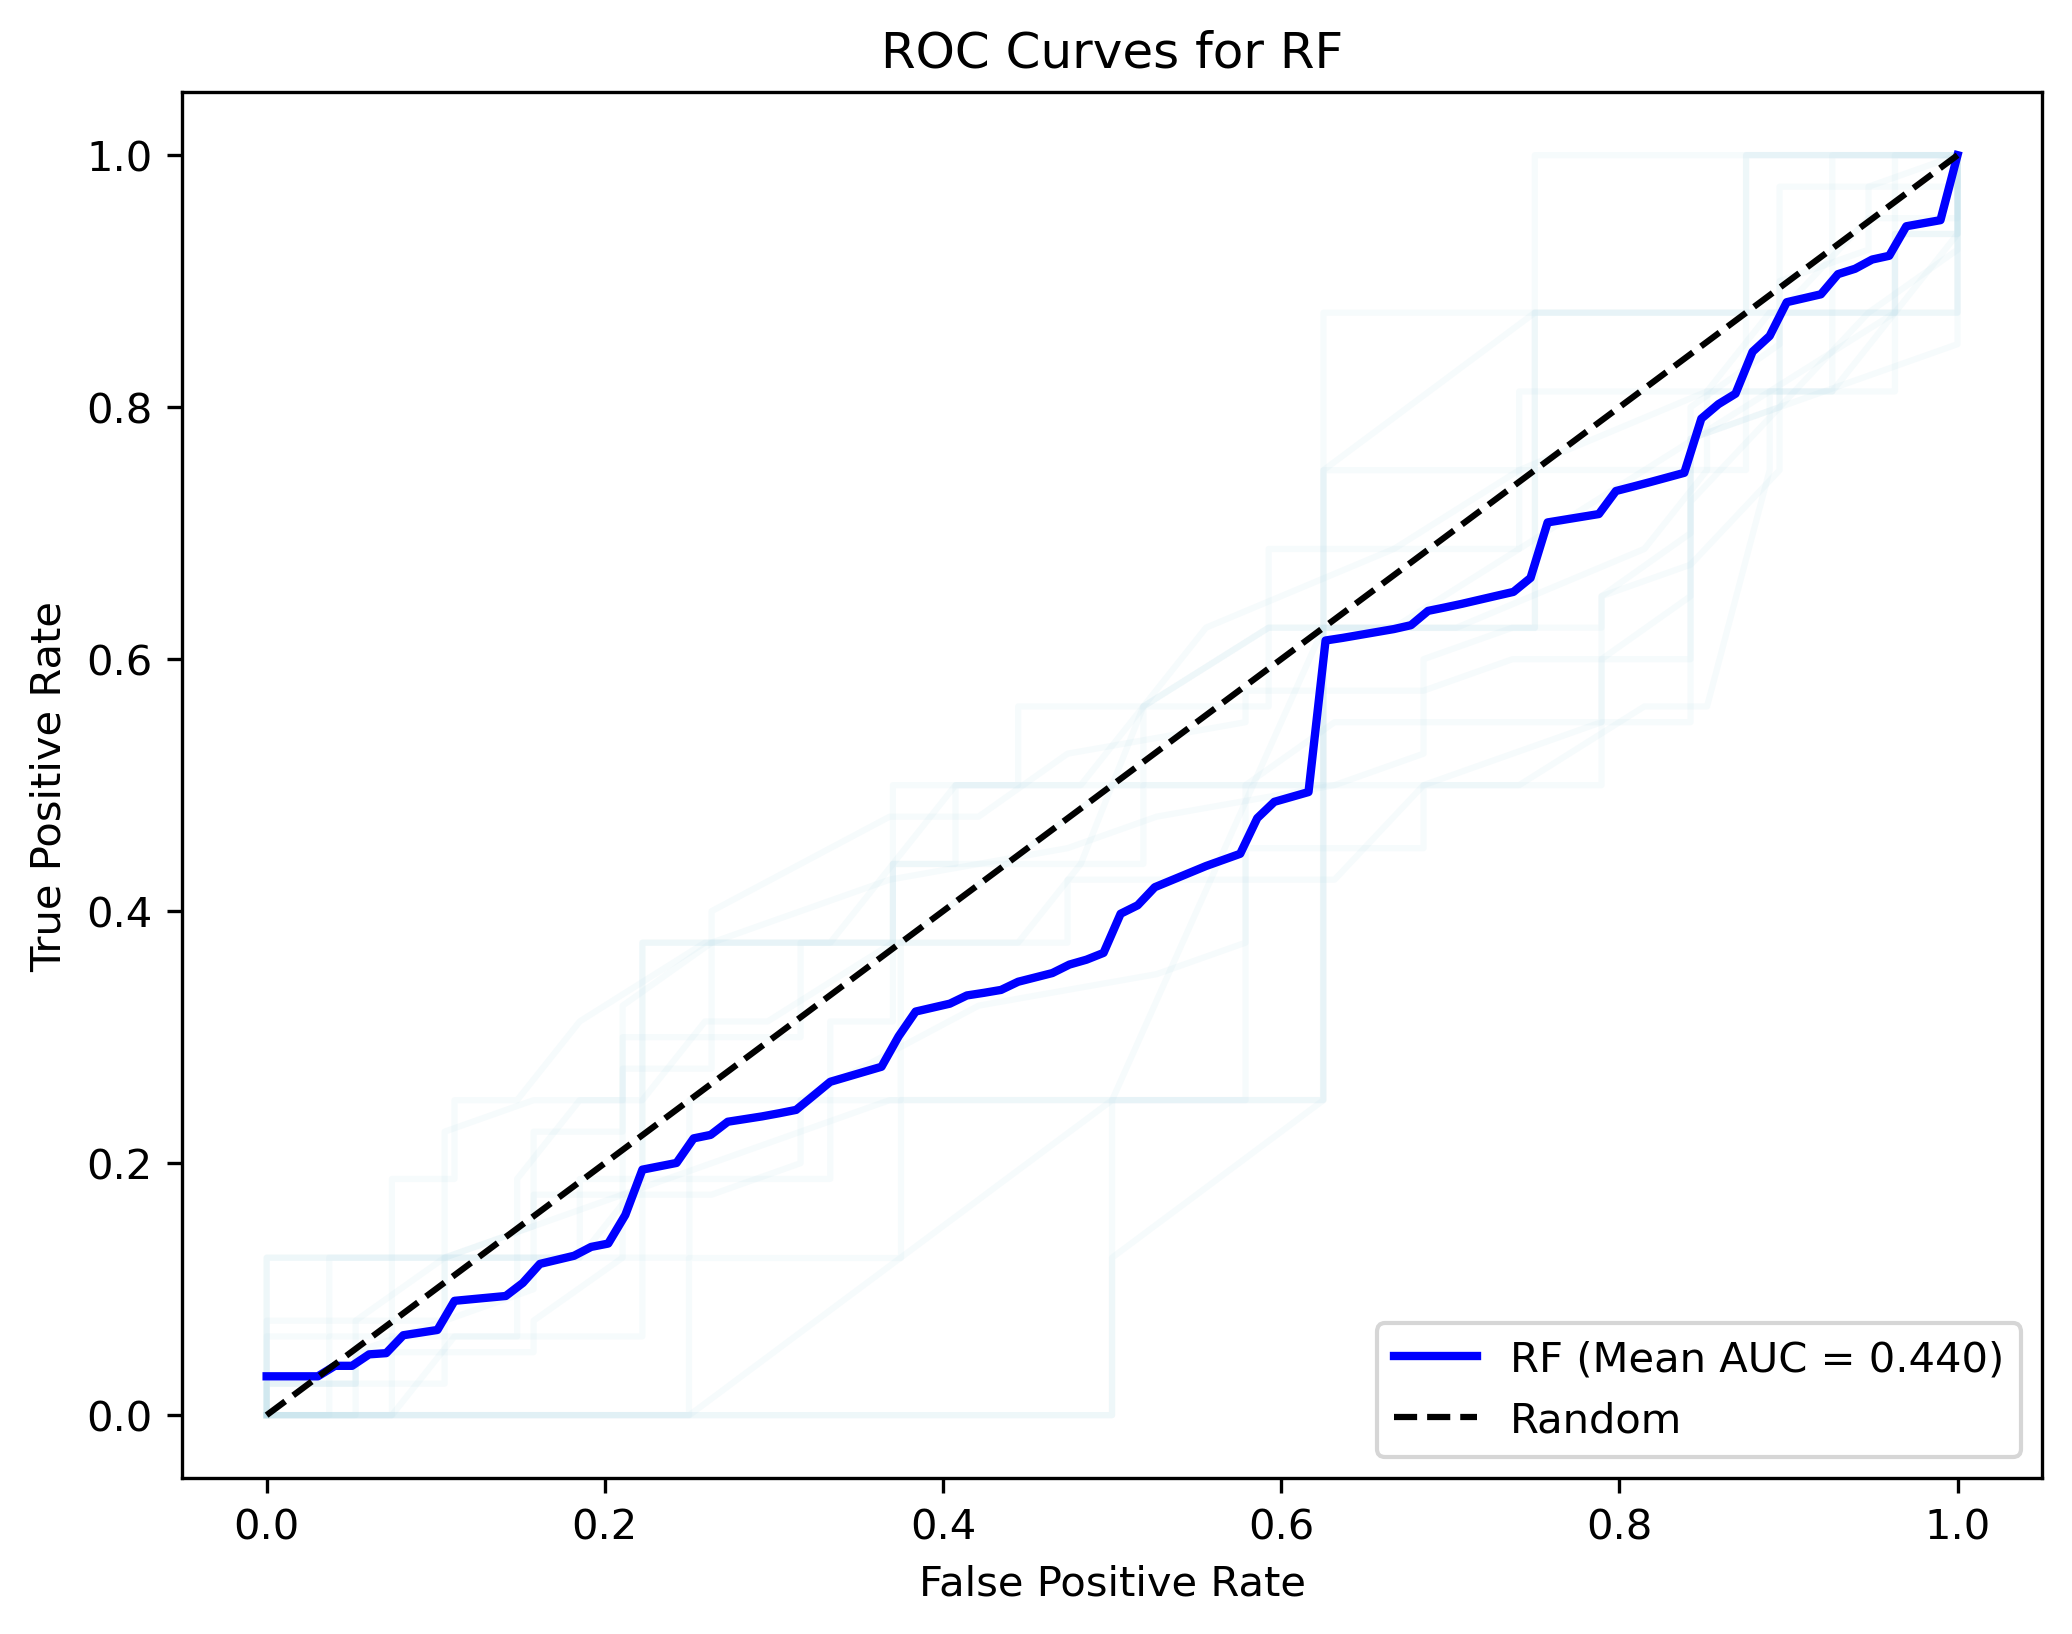 ROC Curves for RF
True Positive Rate
1.0
0.8
0.6
0.4
0.2
0.0
RF (Mean AUC = 0.440)
Random
0.0 0.2 0.4 0.6 0.8 1.0
False Positive Rate